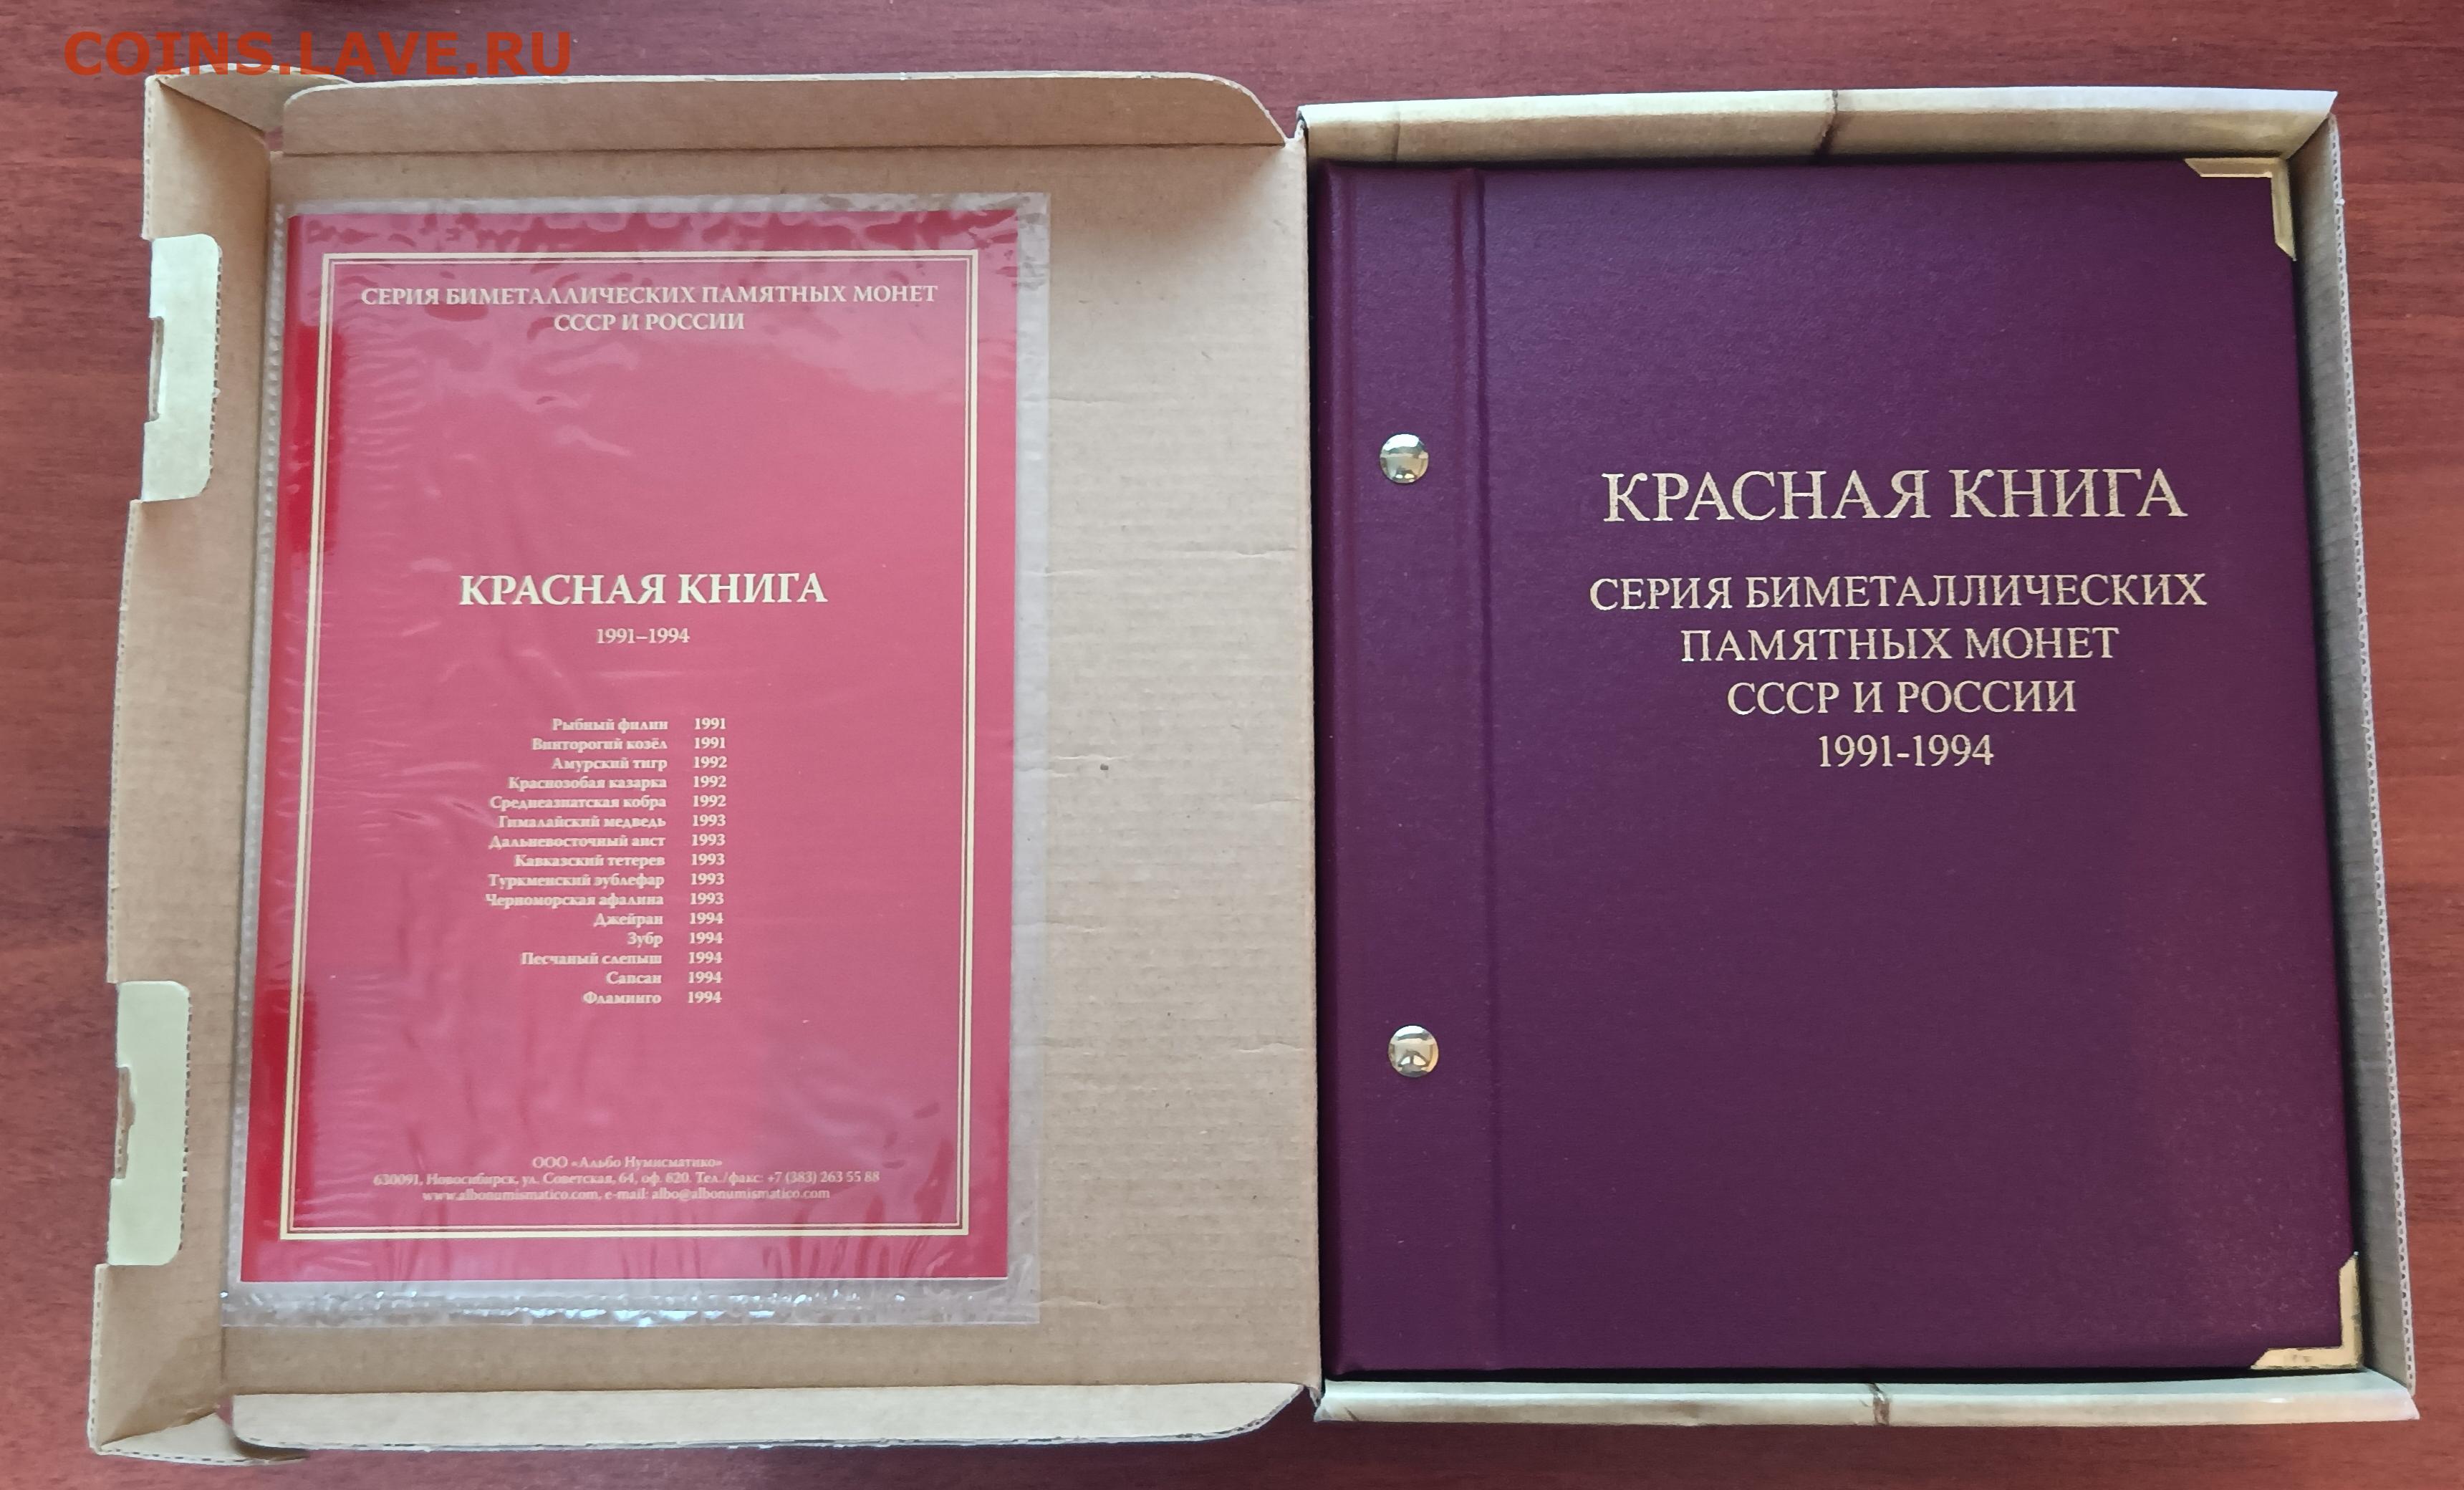 COINS.LAVE.RU
СЕРИЯ БИМЕТАЛЛИЧЕСКИХ ПАМЯТНЫХ МОНЕТ
СССР И РОССИИ
КРАСНАЯ КНИГА
1991–1994
Рыбный филин 1991
Винторогий козёл 1991
Амурский тигр 1992
Краснозобая казарка 1992
Среднеазиатская кобра 1992
Гималайский медведь 1993
Дальневосточный аист 1993
Кавказский тетерев 1993
Туркменский эублефар 1993
Черноморская афалина 1993
Джейран 1994
Зубр 1994
Песчаный слепыш 1994
Сапсан 1994
Фламинго 1994
ООО «Альбо Нумисматико»
630091, Новосибирск, ул. Советская, 64, оф. 820. Тел./факс: +7 (383) 263 55 88
www.albonumismatico.com, e-mail: albo@albonumismatico.com
КРАСНАЯ КНИГА
СЕРИЯ БИМЕТАЛЛИЧЕСКИХ
ПАМЯТНЫХ МОНЕТ
СССР И РОССИИ
1991-1994